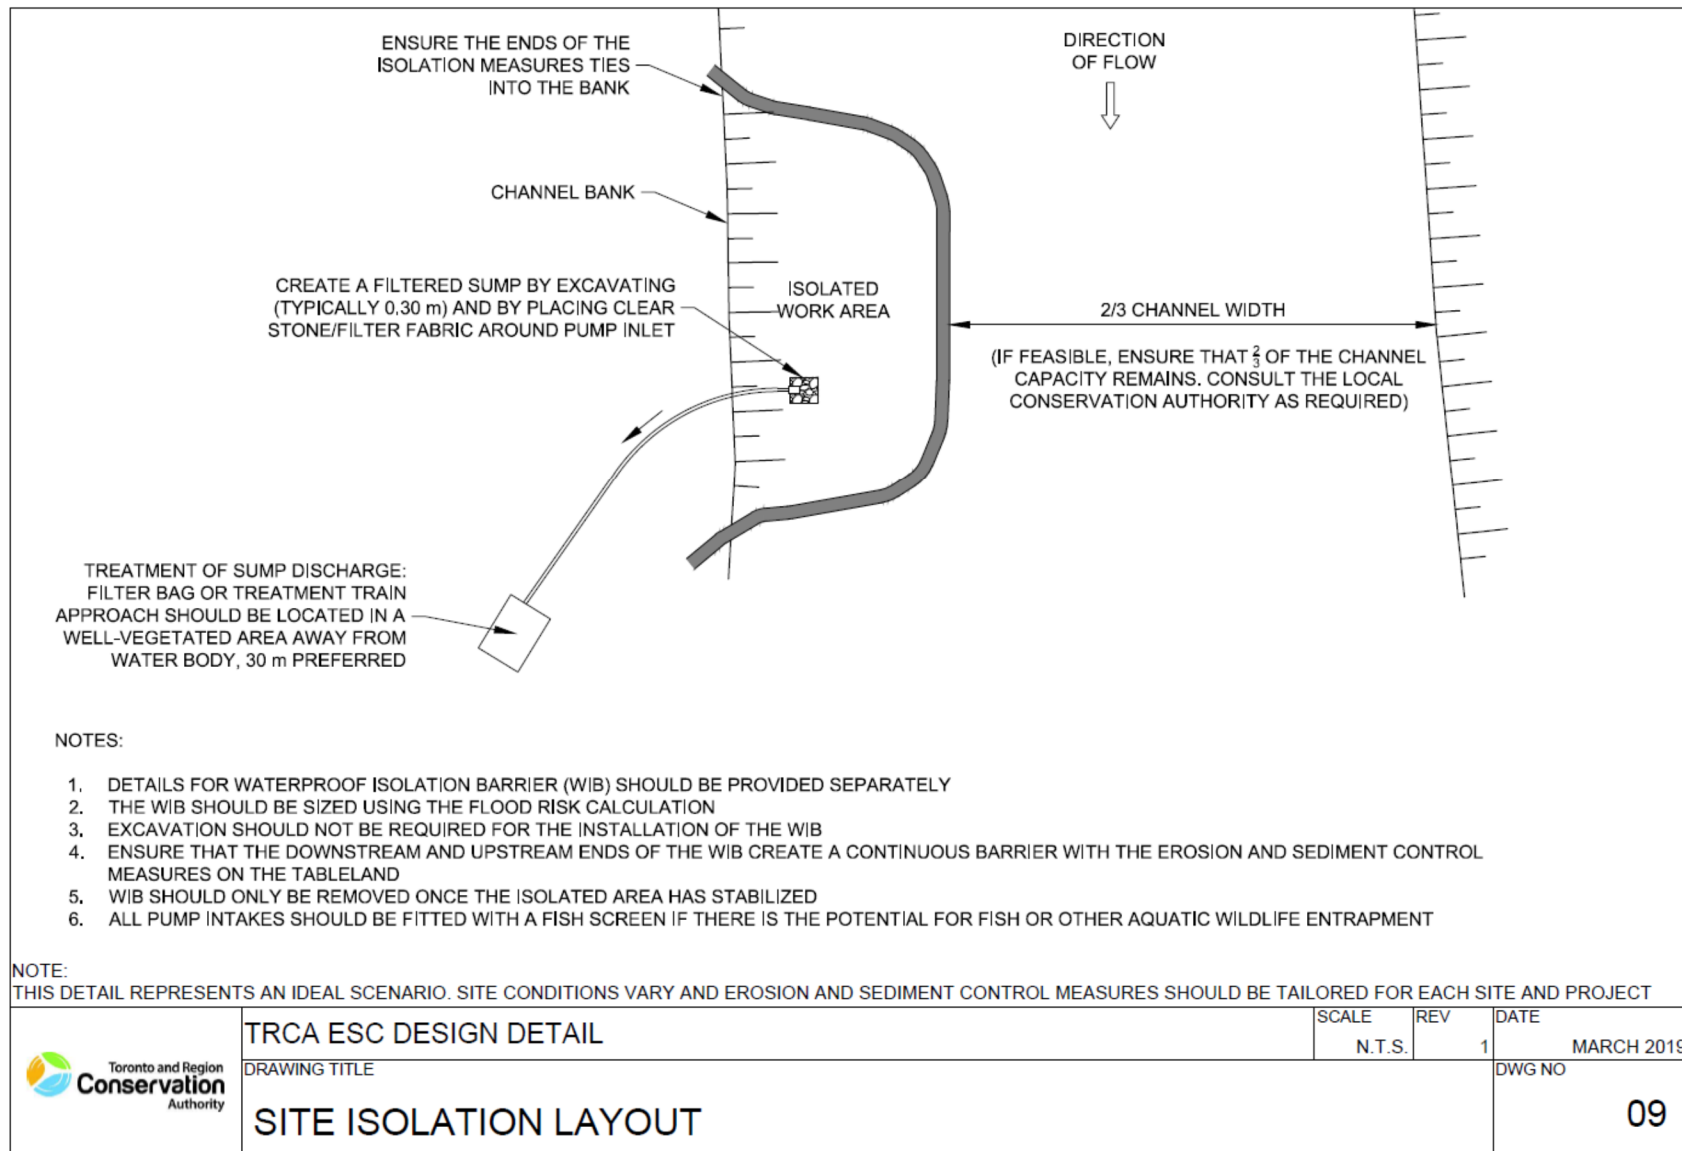 ENSURE THE ENDS OF THE
ISOLATION MEASURES TIES
INTO THE BANK
DIRECTION
OF FLOW
CHANNEL BANK
CREATE A FILTERED SUMP BY EXCAVATING
(TYPICALLY 0.30 m) AND BY PLACING CLEAR
STONE/FILTER FABRIC AROUND PUMP INLET
ISOLATED
WORK AREA
2/3 CHANNEL WIDTH
(IF FEASIBLE, ENSURE THAT 2/3 OF THE CHANNEL
CAPACITY REMAINS. CONSULT THE LOCAL
CONSERVATION AUTHORITY AS REQUIRED)
TREATMENT OF SUMP DISCHARGE:
FILTER BAG OR TREATMENT TRAIN
APPROACH SHOULD BE LOCATED IN A
WELL-VEGETATED AREA AWAY FROM
WATER BODY, 30 m PREFERRED
NOTES:
1. DETAILS FOR WATERPROOF ISOLATION BARRIER (WIB) SHOULD BE PROVIDED SEPARATELY
2. THE WIB SHOULD BE SIZED USING THE FLOOD RISK CALCULATION
3. EXCAVATION SHOULD NOT BE REQUIRED FOR THE INSTALLATION OF THE WIB
4. ENSURE THAT THE DOWNSTREAM AND UPSTREAM ENDS OF THE WIB CREATE A CONTINUOUS BARRIER WITH THE EROSION AND SEDIMENT CONTROL
MEASURES ON THE TABLELAND
5. WIB SHOULD ONLY BE REMOVED ONCE THE ISOLATED AREA HAS STABILIZED
6. ALL PUMP INTAKES SHOULD BE FITTED WITH A FISH SCREEN IF THERE IS THE POTENTIAL FOR FISH OR OTHER AQUATIC WILDLIFE ENTRAPMENT
NOTE:
THIS DETAIL REPRESENTS AN IDEAL SCENARIO. SITE CONDITIONS VARY AND EROSION AND SEDIMENT CONTROL MEASURES SHOULD BE TAILORED FOR EACH SITE AND PROJECT
Toronto and Region
Conservation
Authority
TRCA ESC DESIGN DETAIL
SCALE
N.T.S.
REV
1
DATE
MARCH 2019
DRAWING TITLE
SITE ISOLATION LAYOUT
DWG NO
09